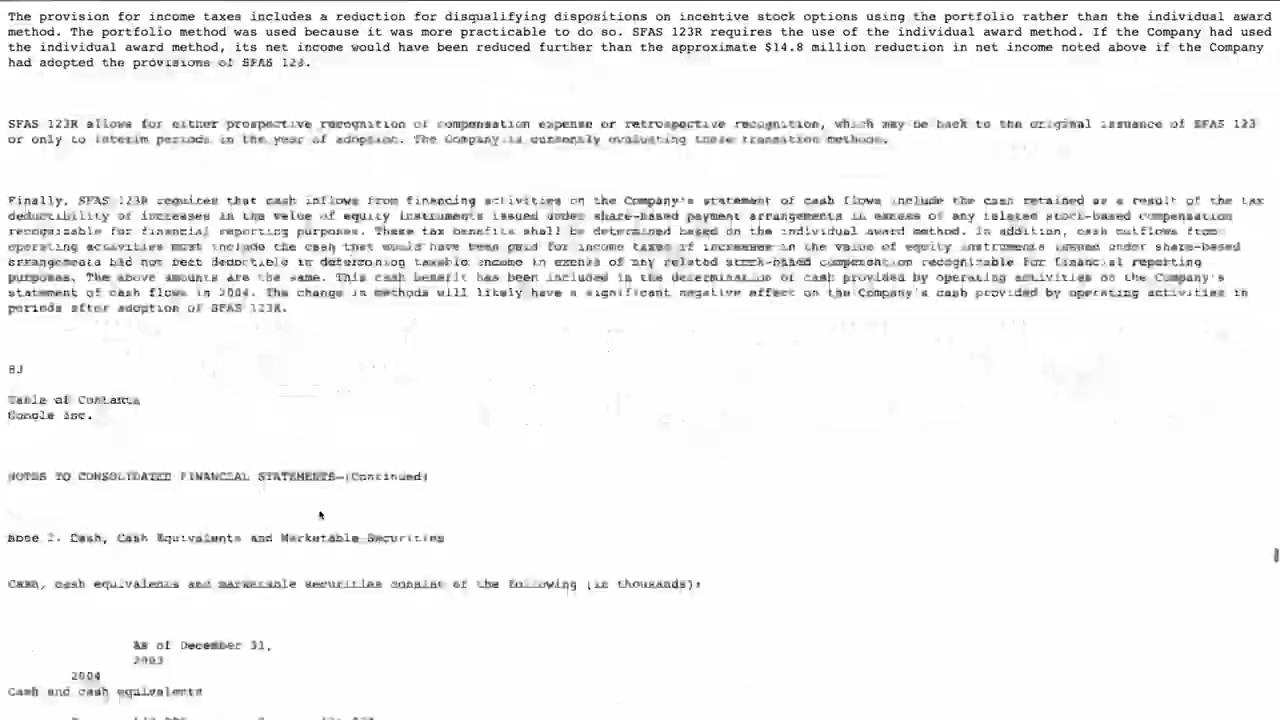 The provision for income taxes includes a reduction for disqualifying dispositions on incentive stock options using the portfolio rather than the individual award
method. The portfolio method was used because it was more practicable to do so. SFAS 123R requires the use of the individual award method. If the Company had used
the individual award method, its net income would have been reduced further than the approximate $14.8 million reduction in net income noted above if the Company
had adopted the provisions of SFAS 123.
SFAS 123R allows for either prospective recognition of compensation expense or retrospective recognition, which may be back to the original issuance of SFAS 123
or only to interim periods in the year of adoption. The Company is currently evaluating these transition methods.
Finally, SFAS 123R requires that cash inflows from financing activities on the Company's statement of cash flows include the cash retained as a result of the tax
deductibility of increases in the value of equity instruments issued under share-based payment arrangements in excess of any related stock-based compensation
recognizable for financial reporting purposes. These tax benefits shall be determined based on the individual award method. In addition, cash outflows from
operating activities must include the cash that would have been paid for income taxes if increases in the value of equity instruments issued under share-based
arrangements had not been deductible in determining taxable income in excess of any related stock-based compensation recognizable for financial reporting
purposes. The above amounts are the same. This cash benefit has been included in the determination of cash provided by operating activities on the Company's
statement of cash flows in 2004. The change in methods will likely have a significant negative effect on the Company's cash provided by operating activities in
periods after adoption of SFAS 123R.
Table of Contents
Google Inc.
NOTES TO CONSOLIDATED FINANCIAL STATEMENTS—(Continued)
Note 2. Cash, Cash Equivalents and Marketable Securities
Cash, cash equivalents and marketable securities consist of the following (in thousands):
As of December 31,
2003
2004
Cash and cash equivalents